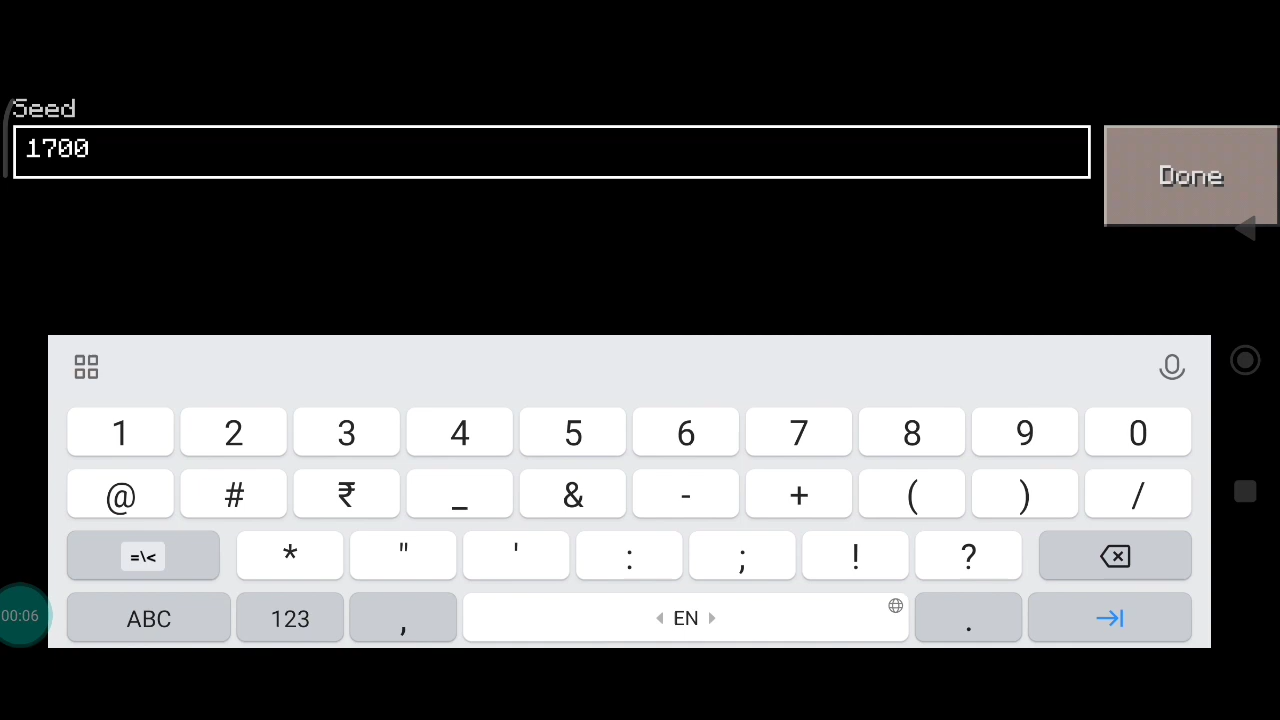 Seed
1700
Done
1 2 3 4 5 6 7 8 9 0
@ # ₹ _ & - + ( ) /
=\< * " ' : ; ! ?
ABC 123 , EN .
00:06